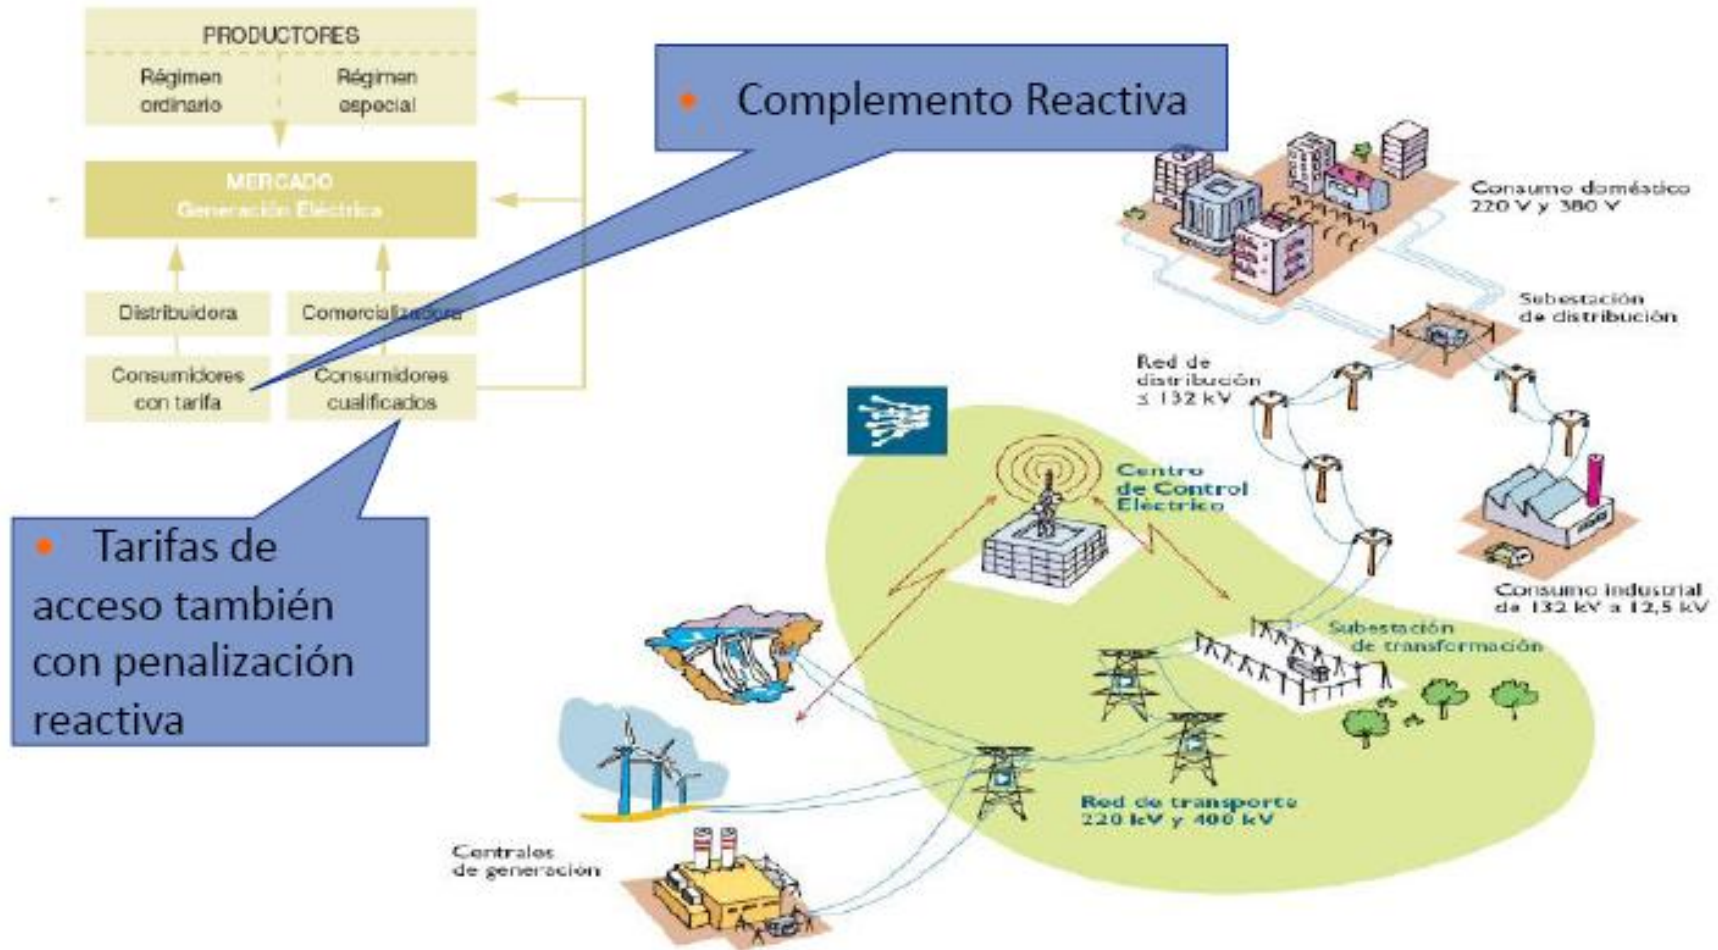 PRODUCTORES
Régimen
ordinario
Régimen
especial
MERCADO
Generación Eléctrica
Distribuidora
Comercializadora
Consumidores
con tarifa
Consumidores
cualificados
• Complemento Reactiva
• Tarifas de
acceso también
con penalización
reactiva
Consumo doméstico
220 V y 380 V
Subestación
de distribución
Red de
distribución
≤ 132 kV
Centro
de Control
Eléctrico
Consumo industrial
de 132 kV a 12,5 kV
Subestación
de transformación
Red de transporte
220 kV y 400 kV
Centrales
de generación